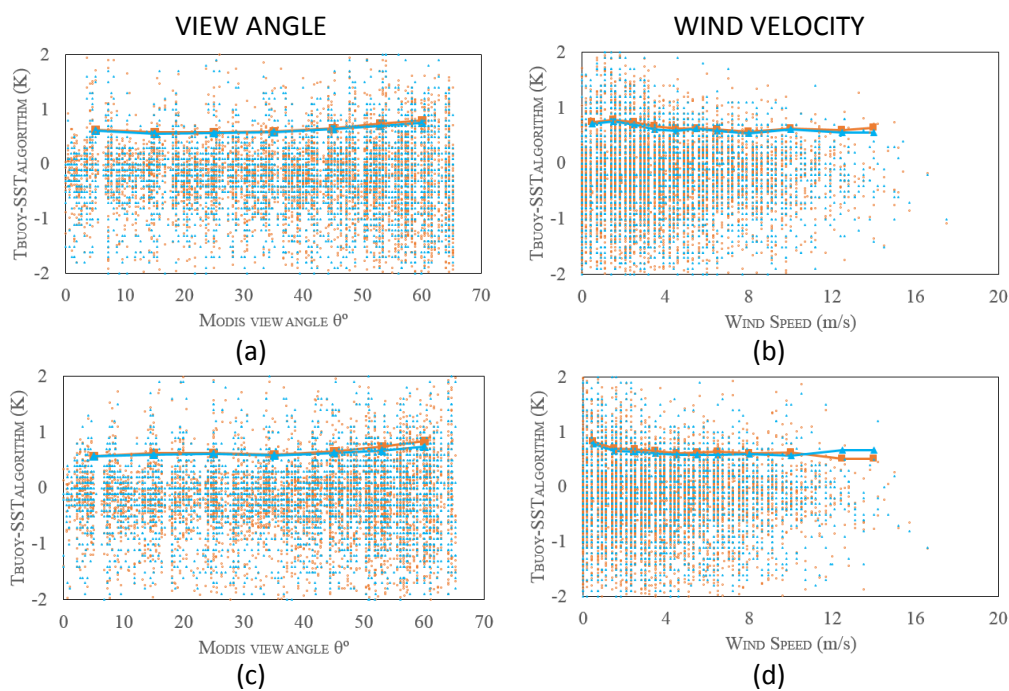 VIEW ANGLE
WIND VELOCITY
TBUOY-SSTALGORITHM (K)
2
1
0
-1
-2
0 10 20 30 40 50 60 70
MODIS VIEW ANGLE θº
(a)
TBUOY-SSTALGORITHM (K)
2
1
0
-1
-2
0 4 8 12 16 20
WIND SPEED (m/s)
(b)
TBUOY-SSTALGORITHM (K)
2
1
0
-1
-2
0 10 20 30 40 50 60 70
MODIS VIEW ANGLE θº
(c)
TBUOY-SSTALGORITHM (K)
2
1
0
-1
-2
0 4 8 12 16 20
WIND SPEED (m/s)
(d)